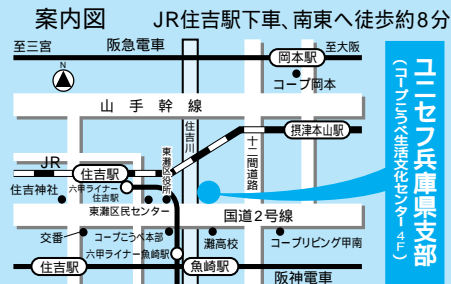 案内図 JR住吉駅下車、南東へ徒歩約8分
至三宮 阪急電車 岡本駅 至大阪
コープ岡本
N
山手幹線
住吉川
摂津本山駅
十二間道路
JR
住吉駅
東灘区役所
六甲ライナー
住吉駅
住吉神社
東灘区民センター
国道2号線
交番
コープこうべ本部
灘高校
コープリビング甲南
六甲ライナー魚崎駅
住吉駅
魚崎駅
阪神電車
ユニセフ兵庫県支部
(コープこうべ生活文化センター4F)